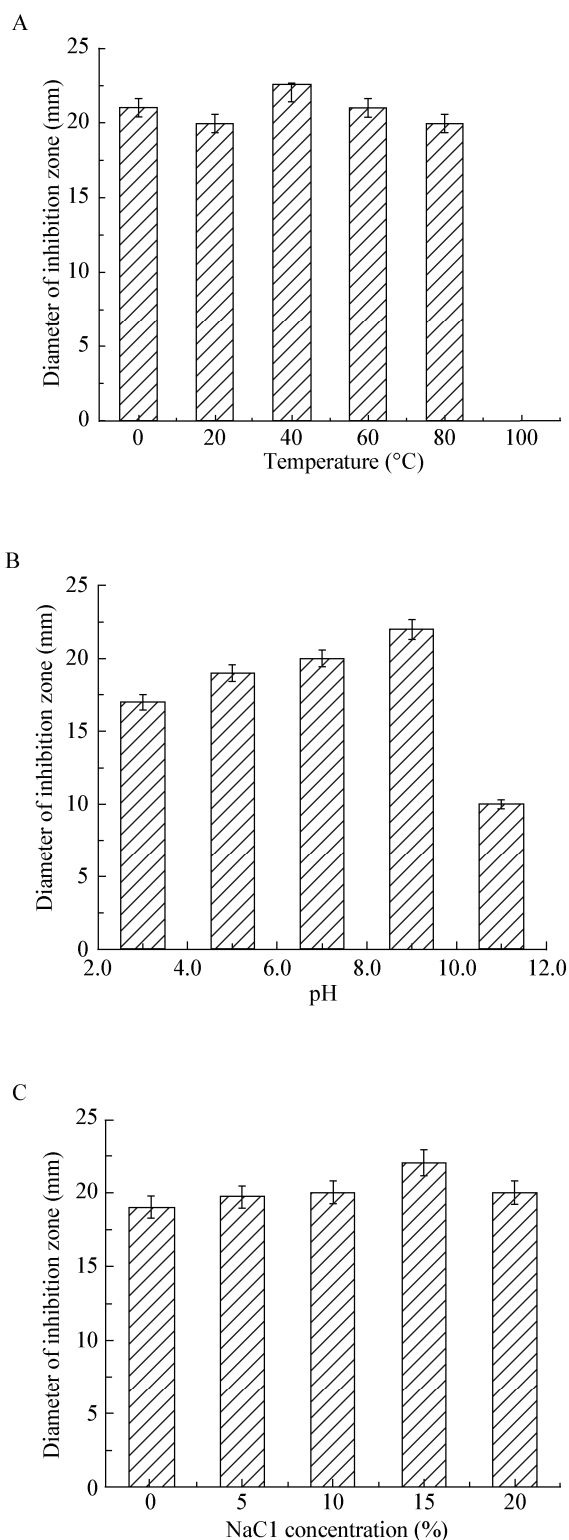 A
25
20
15
10
5
0
Diameter of inhibition zone (mm)
0 20 40 60 80 100
Temperature (°C)
B
25
20
15
10
5
0
Diameter of inhibition zone (mm)
2.0 4.0 6.0 8.0 10.0 12.0
pH
C
25
20
15
10
5
0
Diameter of inhibition zone (mm)
0 5 10 15 20
NaC1 concentration (%)